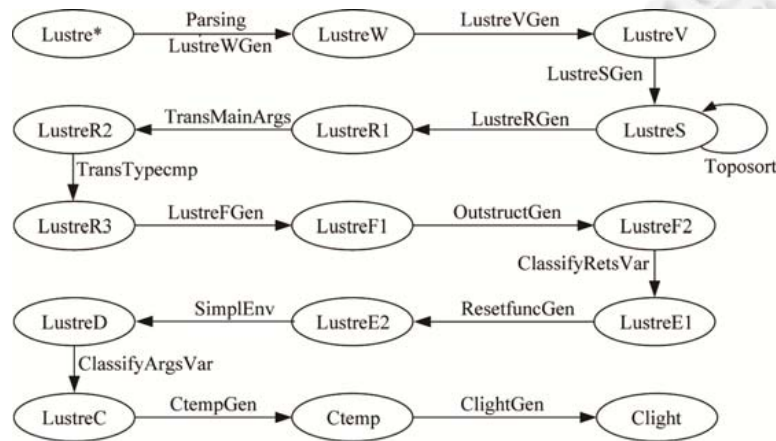 Parsing
Lustre* LustreWGen LustreW LustreVGen LustreV
LustreSGen
LustreR2 TransMainArgs LustreR1 LustreRGen LustreS
Toposort
TransTypecmp
LustreR3 LustreFGen LustreF1 OutstructGen LustreF2
ClassifyRetsVar
LustreD SimplEnv LustreE2 ResetfuncGen LustreE1
ClassifyArgsVar
LustreC CtempGen Ctemp ClightGen Clight